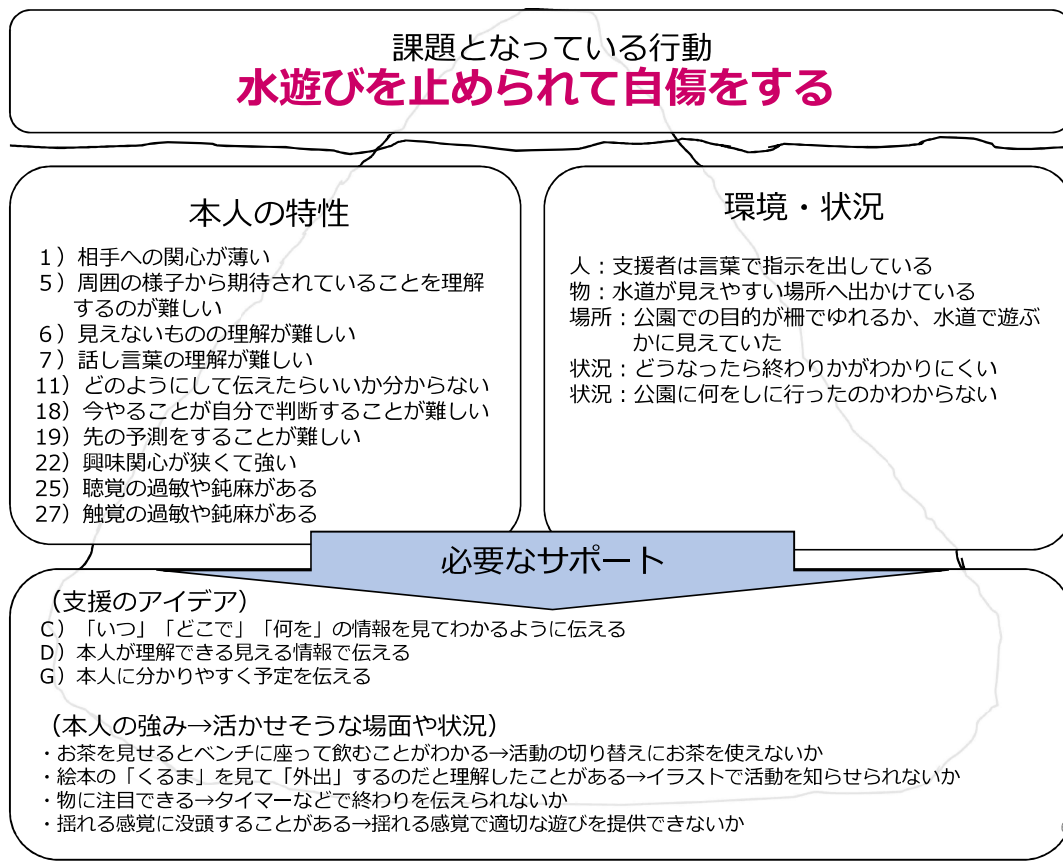 課題となっている行動
水遊びを止められて自傷をする
本人の特性
1）相手への関心が薄い
5）周囲の様子から期待されていることを理解
するのが難しい
6）見えないものの理解が難しい
7）話し言葉の理解が難しい
11）どのようにして伝えたらいいか分からない
18）今やることが自分で判断することが難しい
19）先の予測をすることが難しい
22）興味関心が狭くて強い
25）聴覚の過敏や鈍麻がある
27）触覚の過敏や鈍麻がある
環境・状況
人：支援者は言葉で指示を出している
物：水道が見えやすい場所へ出かけている
場所：公園での目的が柵でゆれるか、水道で遊ぶ
かに見えていた
状況：どうなったら終わりかがわかりにくい
状況：公園に何をしに行ったのかわからない
必要なサポート
（支援のアイデア）
C）「いつ」「どこで」「何を」の情報を見てわかるように伝える
D）本人が理解できる見える情報で伝える
G）本人に分かりやすく予定を伝える
（本人の強み→活かせそうな場面や状況）
・お茶を見せるとベンチに座って飲むことがわかる→活動の切り替えにお茶を使えないか
・絵本の「くるま」を見て「外出」するのだと理解したことがある→イラストで活動を知らせられないか
・物に注目できる→タイマーなどで終わりを伝えられないか
・揺れる感覚に没頭することがある→揺れる感覚で適切な遊びを提供できないか